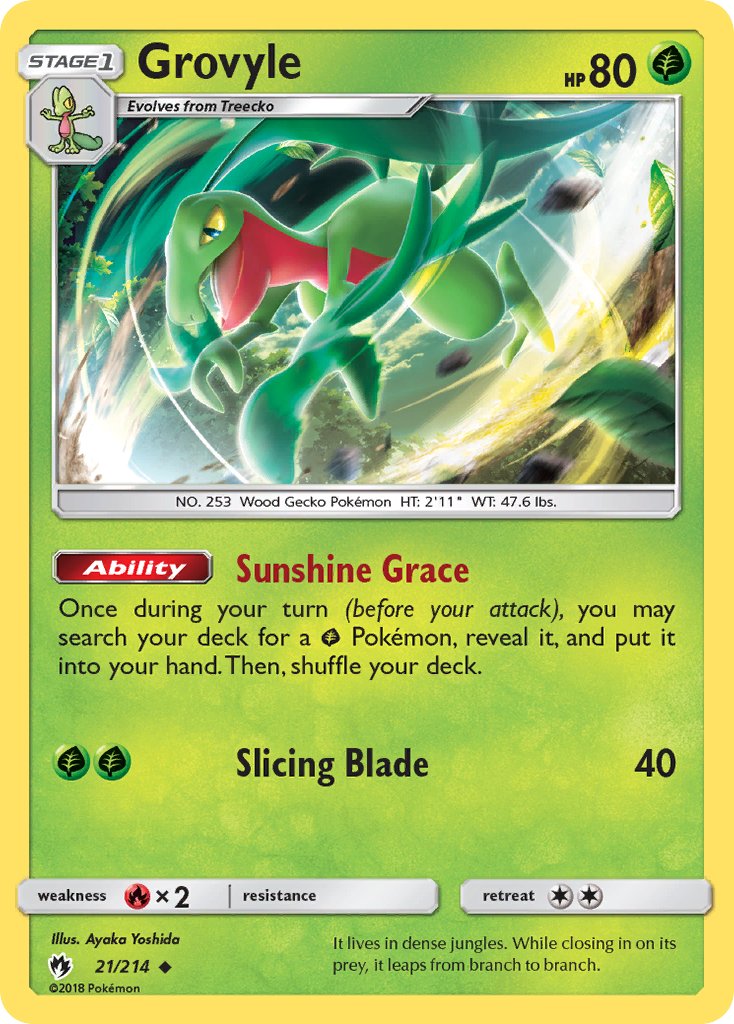 STAGE1
Grovyle
HP 80
Evolves from Treecko
NO. 253 Wood Gecko Pokémon HT: 2'11" WT: 47.6 lbs.
Ability Sunshine Grace
Once during your turn (before your attack), you may
search your deck for a Pokémon, reveal it, and put it
into your hand. Then, shuffle your deck.
Slicing Blade 40
weakness × 2 resistance retreat
Illus. Ayaka Yoshida
21/214
©2018 Pokémon
It lives in dense jungles. While closing in on its
prey, it leaps from branch to branch.